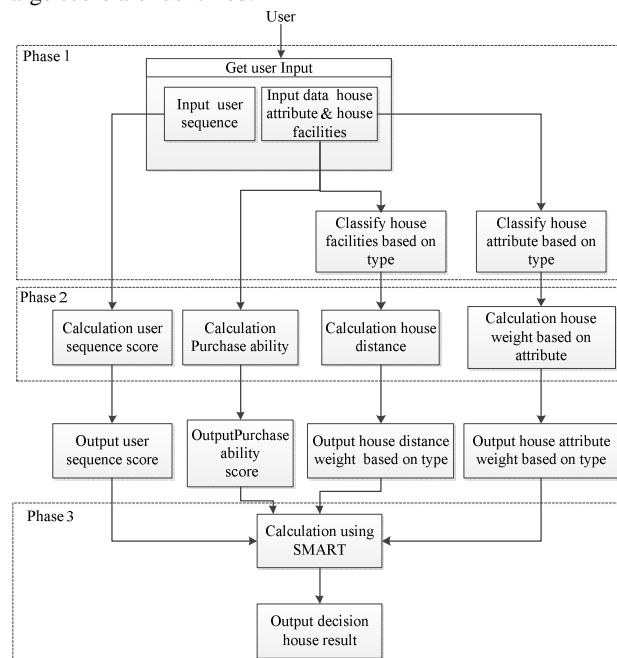 User
Phase 1
Get user Input
Input user
sequence
Input data house
attribute & house
facilities
Classify house
facilities based on
type
Classify house
attribute based on
type
Phase 2
Calculation user
sequence score
Calculation
Purchase ability
Calculation house
distance
Calculation house
weight based on
attribute
Output user
sequence score
OutputPurchase
ability
score
Output house distance
weight based on type
Output house attribute
weight based on type
Phase 3
Calculation using
SMART
Output decision
house result